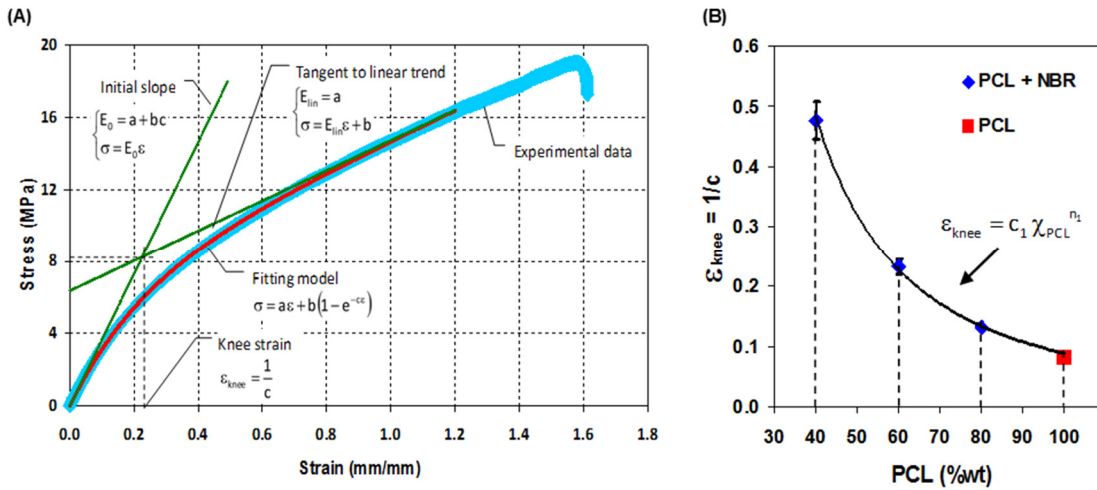 (A)
20
16
12
8
4
0
Stress (MPa)
0.0 0.2 0.4 0.6 0.8 1.0 1.2 1.4 1.6 1.8
Strain (mm/mm)
Initial slope
E₀ = a + bc
σ = E₀ε
Tangent to linear trend
E_lin = a
σ = E_lin ε + b
Experimental data
Fitting model
σ = aε + b(1 − e^{−cε})
Knee strain
ε_knee = 1/c
(B)
0.6
0.5
0.4
0.3
0.2
0.1
0.0
ε_knee = 1/c
30 40 50 60 70 80 90 100
PCL (%wt)
PCL + NBR
PCL
ε_knee = c₁ χ_PCL^{n₁}